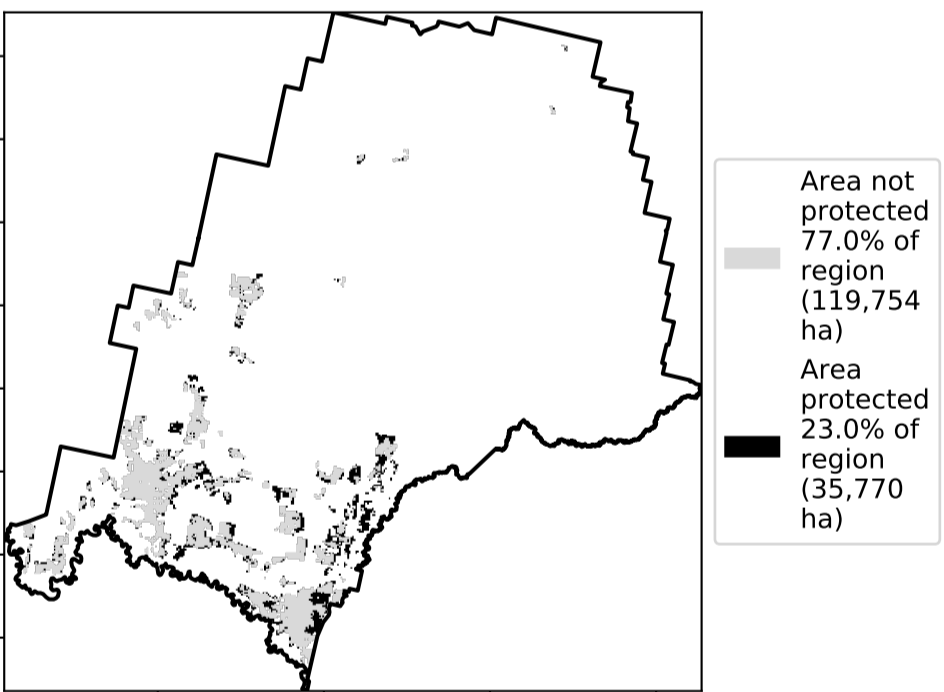 Area not
protected
77.0% of
region
(119,754
ha)
Area
protected
23.0% of
region
(35,770
ha)